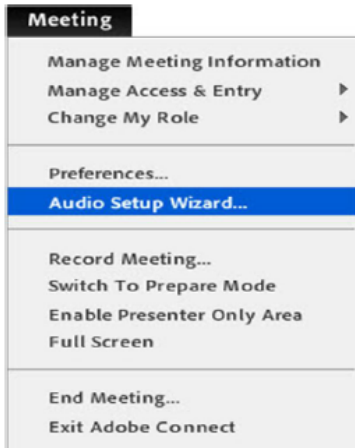 Meeting
Manage Meeting Information
Manage Access & Entry
Change My Role
Preferences...
Audio Setup Wizard...
Record Meeting...
Switch To Prepare Mode
Enable Presenter Only Area
Full Screen
End Meeting...
Exit Adobe Connect